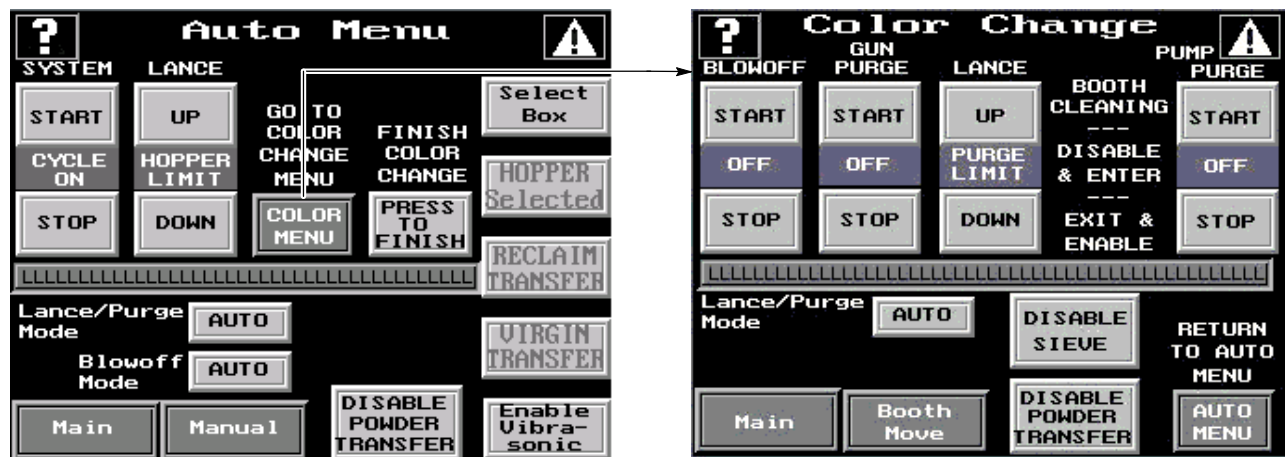 ?
Auto Menu
SYSTEM
LANCE
START
CYCLE
ON
STOP
UP
HOPPER
LIMIT
DOWN
GO TO
COLOR
CHANGE
MENU
COLOR
MENU
FINISH
COLOR
CHANGE
PRESS
TO
FINISH
Select
Box
HOPPER
Selected
RECLAIM
TRANSFER
VIRGIN
TRANSFER
Enable
Vibra-
sonic
LLLLLLLLLLLLLLLLLLLLLLLLLLLLLLLLLLLLLLLL
Lance/Purge
Mode
AUTO
Blowoff
Mode
AUTO
Main
Manual
DISABLE
POWDER
TRANSFER
?
Color Change
BLOWOFF
START
OFF
STOP
GUN
PURGE
START
OFF
STOP
LANCE
UP
PURGE
LIMIT
DOWN
BOOTH
CLEANING
---
DISABLE
& ENTER
---
EXIT &
ENABLE
PUMP
PURGE
START
OFF
STOP
LLLLLLLLLLLLLLLLLLLLLLLLLLLLLLLLLLLLLLLL
Lance/Purge
Mode
AUTO
DISABLE
SIEVE
RETURN
TO AUTO
MENU
Main
Booth
Move
DISABLE
POWDER
TRANSFER
AUTO
MENU